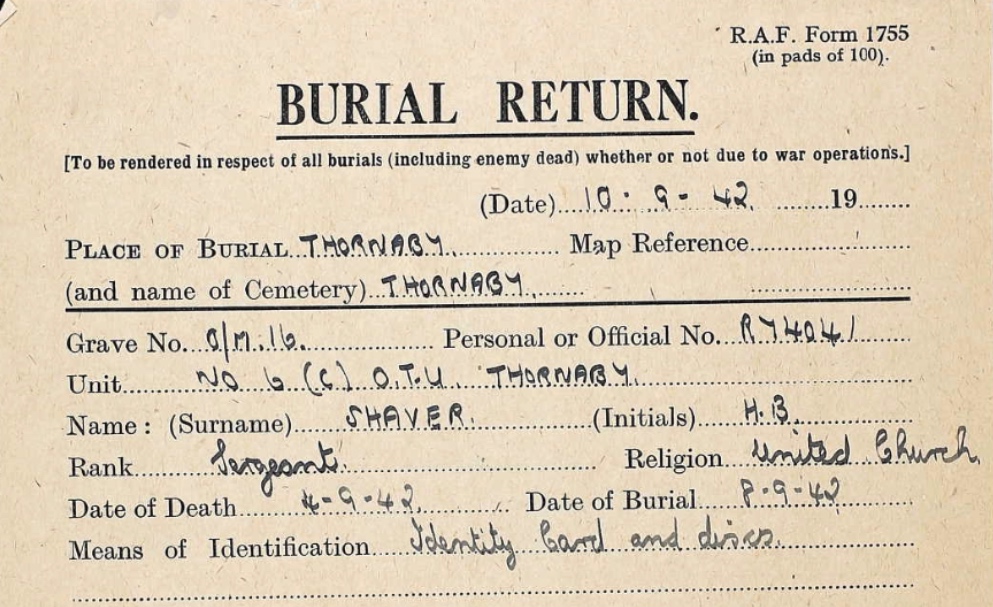 R.A.F. Form 1755
(in pads of 100).
BURIAL RETURN.
[To be rendered in respect of all burials (including enemy dead) whether or not due to war operations.]
(Date) 10 · 9 - 42. 19
PLACE OF BURIAL THORNABY. Map Reference
(and name of Cemetery) THORNABY.
Grave No. O/M.16. Personal or Official No. R74041
Unit NO 6 (C) O.T.U. THORNABY.
Name: (Surname) SHAVER. (Initials) H.B.
Rank Sergeant. Religion United Church.
Date of Death 4-9-42. Date of Burial 8-9-42
Means of Identification Identity Card and discs.